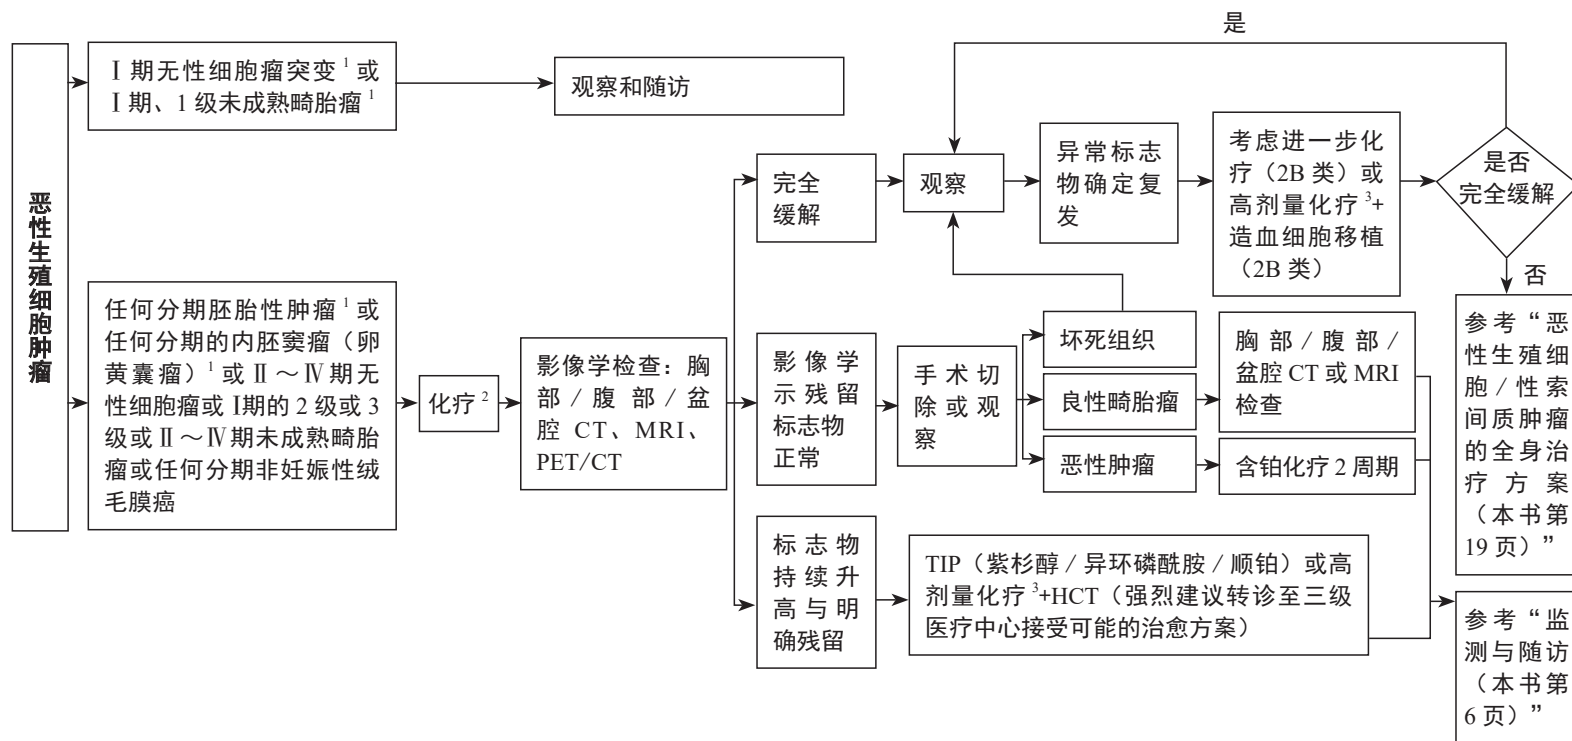 恶性生殖细胞肿瘤
Ⅰ期无性细胞瘤突变1或
Ⅰ期、1级未成熟畸胎瘤1
观察和随访
任何分期胚胎性肿瘤1或
任何分期的内胚窦瘤（卵
黄囊瘤）1或Ⅱ～Ⅳ期无
性细胞瘤或Ⅰ期的2级或3
级或Ⅱ～Ⅳ期未成熟畸胎
瘤或任何分期非妊娠性绒
毛膜癌
化疗2
影像学检查：胸
部/腹部/盆
腔CT、MRI、
PET/CT
完全
缓解
观察
异常标志
物确定复
发
考虑进一步化
疗（2B类）或
高剂量化疗3+
造血细胞移植
（2B类）
是否
完全缓解
是
否
影像学
示残留
标志物
正常
手术切
除或观
察
坏死组织
良性畸胎瘤
恶性肿瘤
胸部/腹部/
盆腔CT或MRI
检查
含铂化疗2周期
标志物
持续升
高与明
确残留
TIP（紫杉醇/异环磷酰胺/顺铂）或高
剂量化疗3+HCT（强烈建议转诊至三级
医疗中心接受可能的治愈方案）
参考“恶
性生殖细
胞/性索
间质肿瘤
的全身治
疗方案
（本书第
19页）”
参考“监
测与随访
（本书第
6页）”